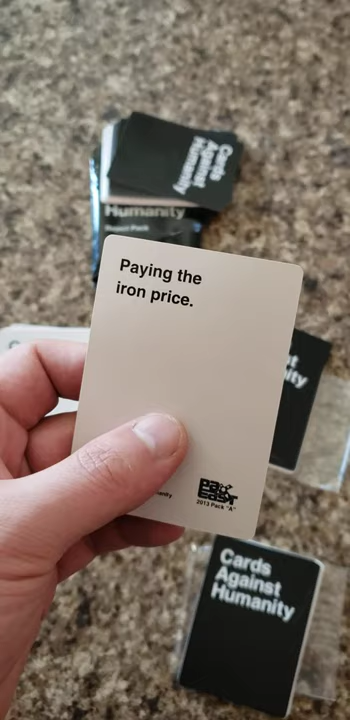 Cards
Against
Humanity
Humanity
Paying the
iron price.
PAX
EAST
2013 Pack "A"
Cards
Against
Humanity